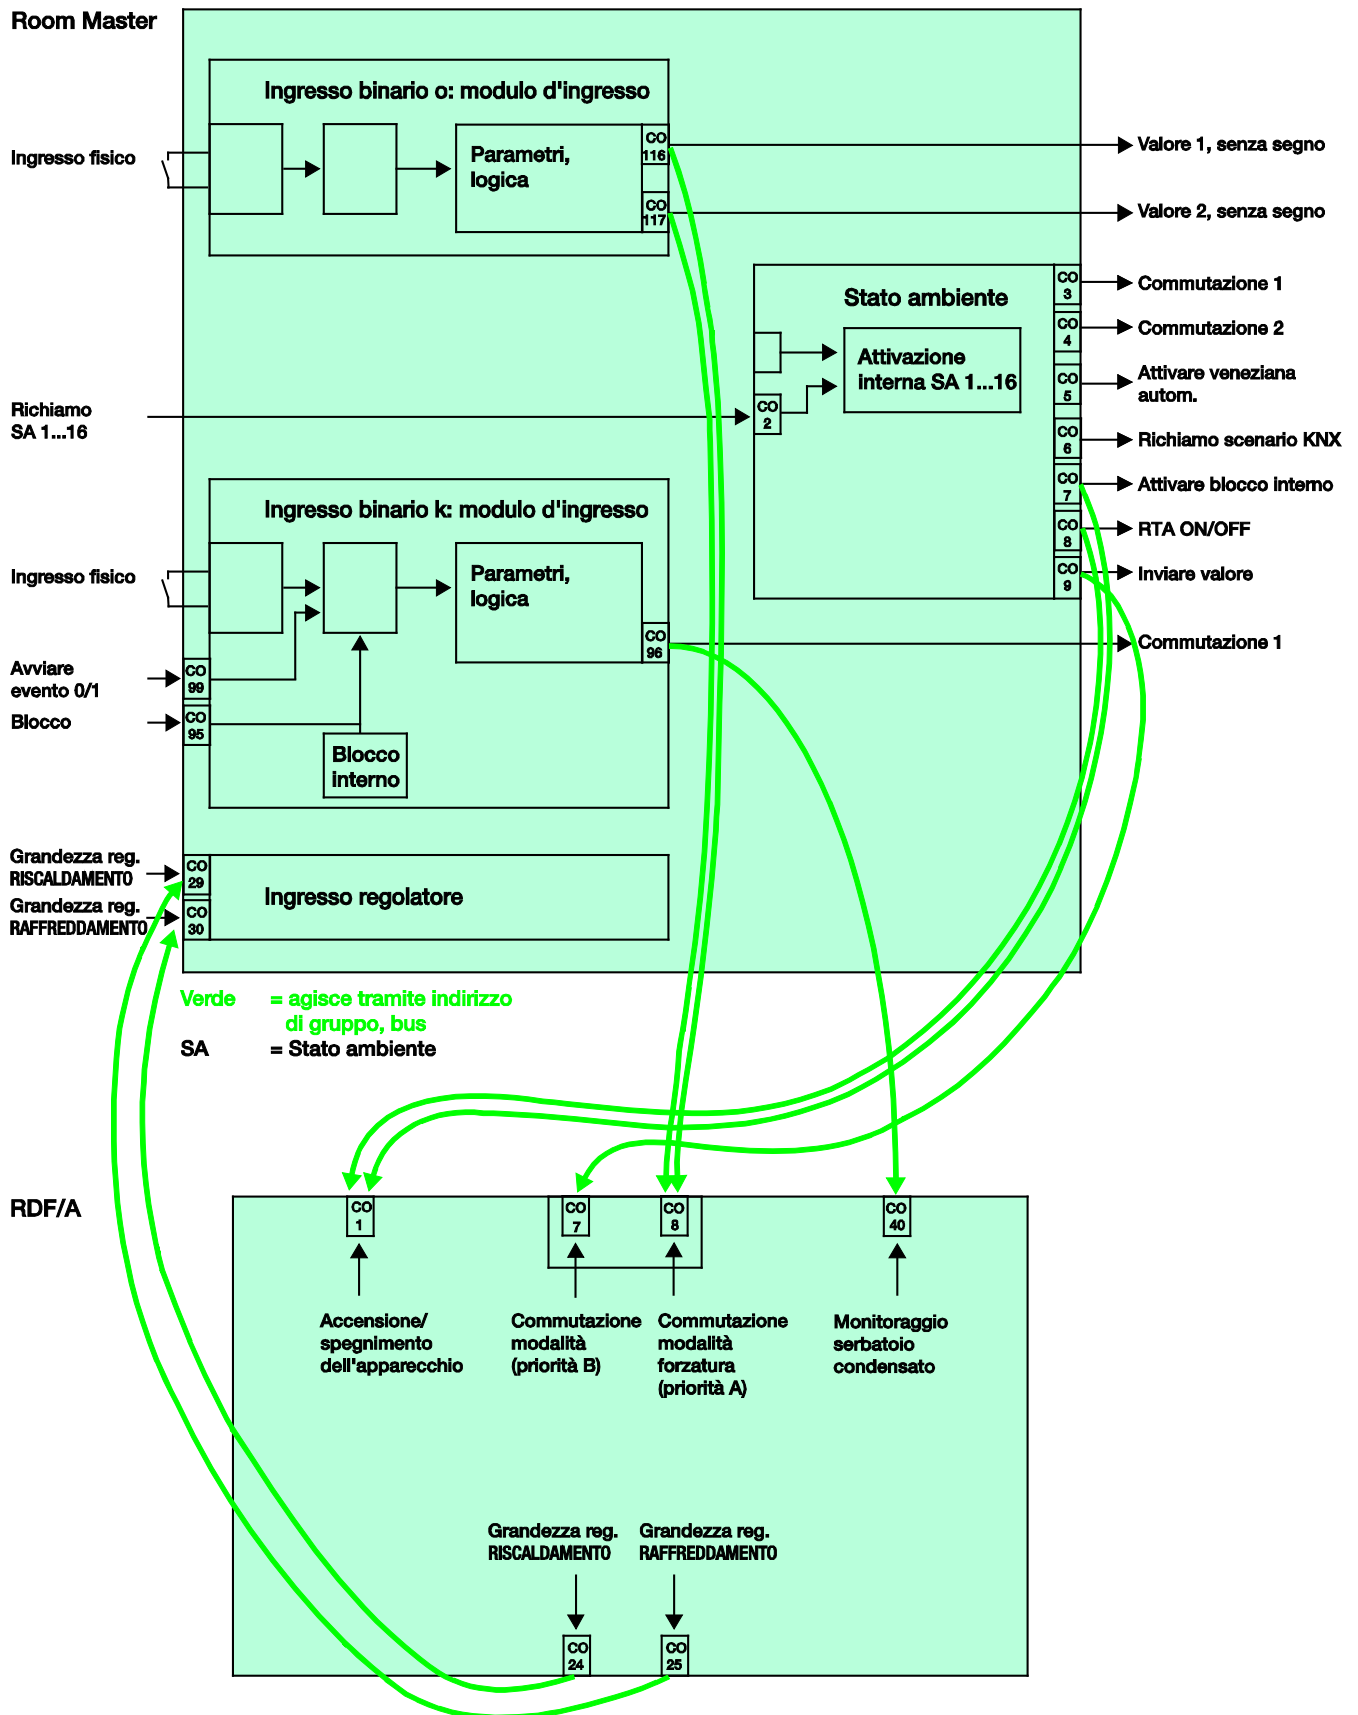 Room Master
Ingresso binario o: modulo d'ingresso
Ingresso fisico
Parametri,
logica
CO
116
CO
117
Valore 1, senza segno
Valore 2, senza segno
Stato ambiente
Attivazione
interna SA 1...16
CO
2
CO
3
CO
4
CO
5
CO
6
CO
7
CO
8
CO
9
Commutazione 1
Commutazione 2
Attivare veneziana
autom.
Richiamo scenario KNX
Attivare blocco interno
RTA ON/OFF
Inviare valore
Richiamo
SA 1...16
Ingresso binario k: modulo d'ingresso
Ingresso fisico
Parametri,
logica
CO
96
Commutazione 1
Avviare
evento 0/1
CO
99
Blocco
CO
95
Blocco
interno
Grandezza reg.
RISCALDAMENTO
CO
29
Ingresso regolatore
Grandezza reg.
RAFFREDDAMENTO
CO
30
Verde = agisce tramite indirizzo
di gruppo, bus
SA = Stato ambiente
RDF/A
CO
1
CO
7
CO
8
CO
40
Accensione/
spegnimento
dell'apparecchio
Commutazione
modalità
(priorità B)
Commutazione
modalità
forzatura
(priorità A)
Monitoraggio
serbatoio
condensato
Grandezza reg.
RISCALDAMENTO
Grandezza reg.
RAFFREDDAMENTO
CO
24
CO
25